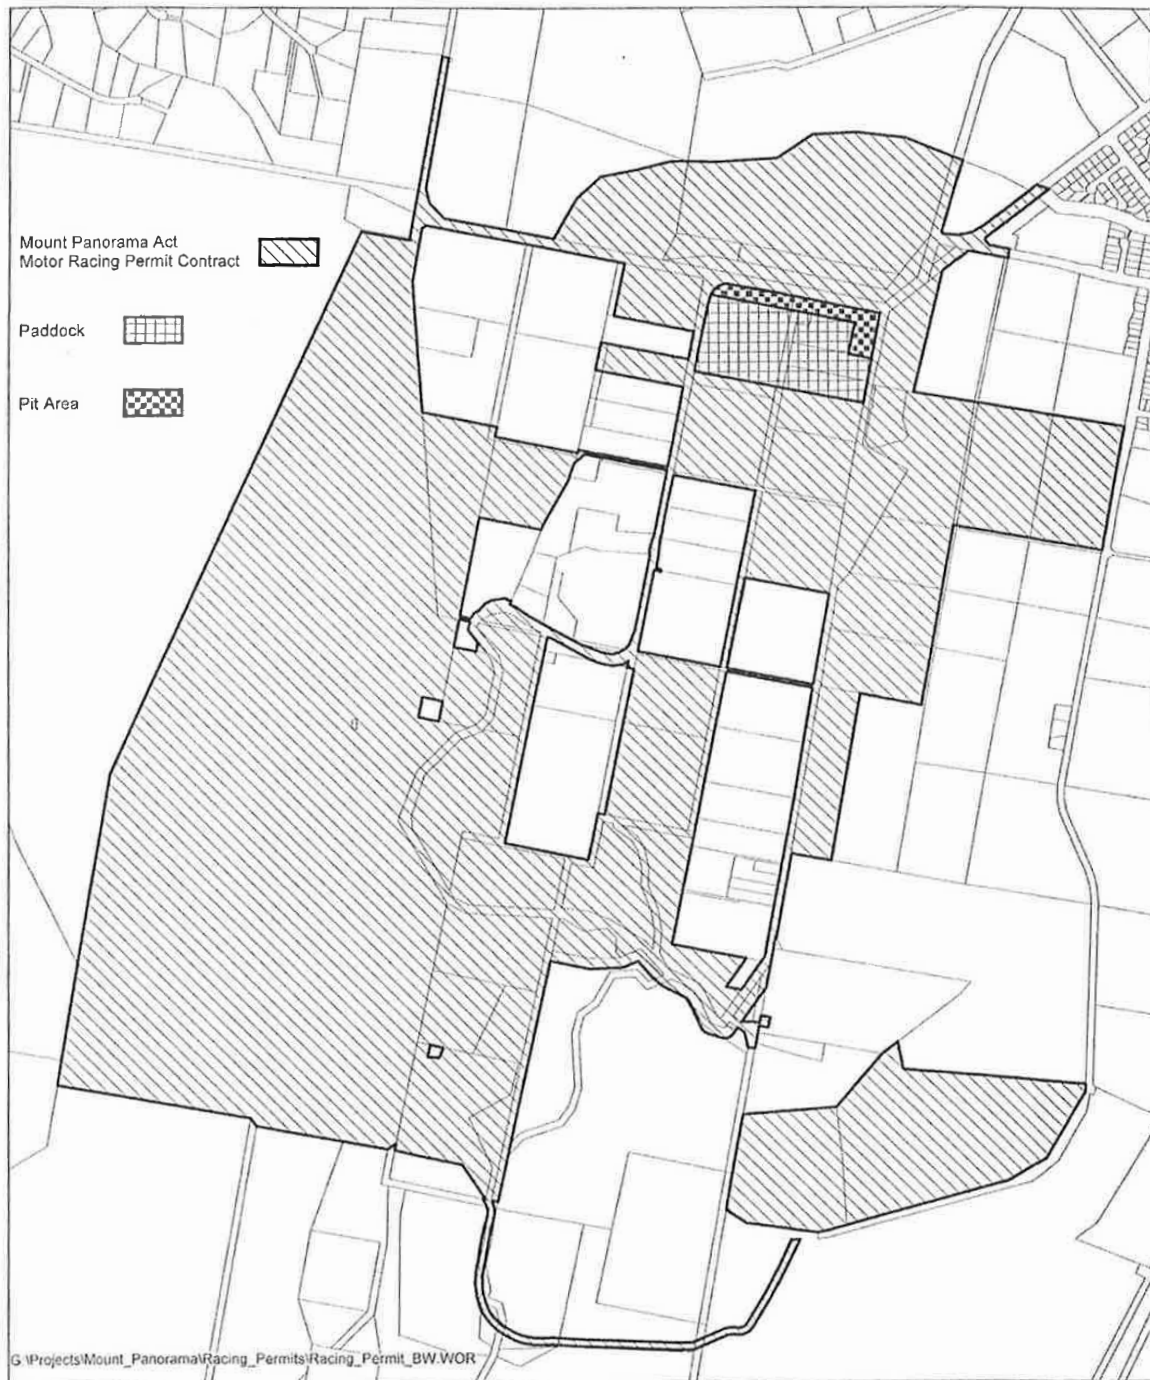 Mount Panorama Act
Motor Racing Permit Contract
Paddock
Pit Area
G:\Projects\Mount_Panorama\Racing_Permits\Racing_Permit_BW.WOR